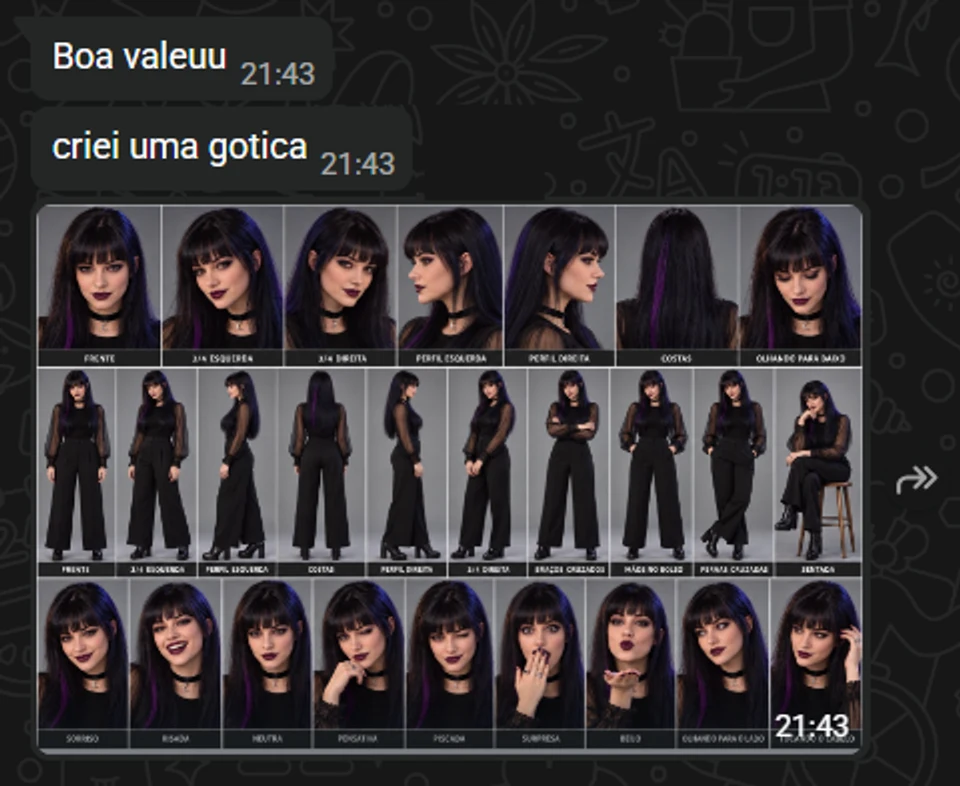 Boa valeuu 21:43
criei uma gotica 21:43
FRENTE 3/4 ESQUERDA 3/4 DIREITA PERFIL ESQUERDA PERFIL DIREITA COSTAS OLHANDO PARA BAIXO
FRENTE 3/4 ESQUERDA PERFIL ESQUERDA COSTAS PERFIL DIREITA 3/4 DIREITA BRAÇOS CRUZADOS MÃOS NO BOLSO PERNAS CRUZADAS SENTADA
SORRISO RISADA NEUTRA PENSATIVA PISCADA SURPRESA BEIJO OLHANDO PARA O LADO TOCANDO O CABELO
21:43